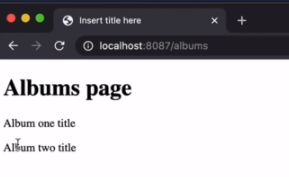 Insert title here
localhost:8087/albums
Albums page
Album one title
Album two title